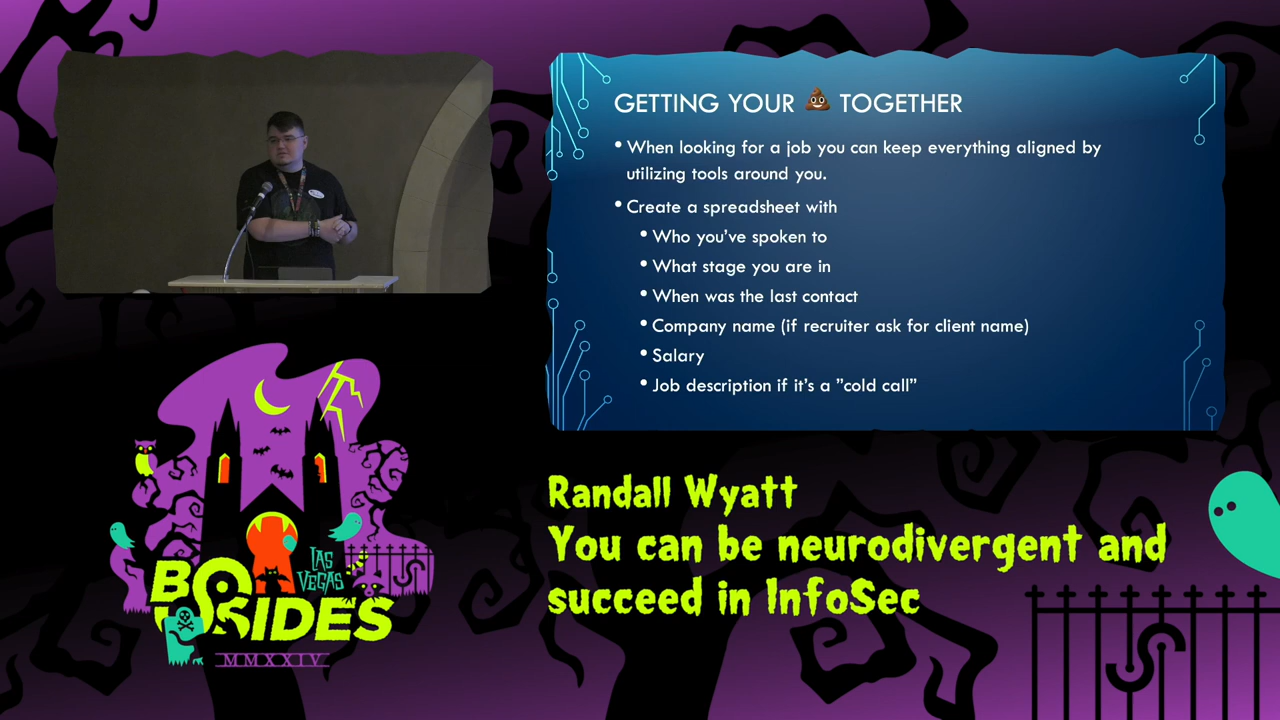 GETTING YOUR 💩 TOGETHER
• When looking for a job you can keep everything aligned by
utilizing tools around you.
• Create a spreadsheet with
• Who you've spoken to
• What stage you are in
• When was the last contact
• Company name (if recruiter ask for client name)
• Salary
• Job description if it's a "cold call"
LAS
VEGAS
BSIDES
MMXXIV
Randall Wyatt
You can be neurodivergent and
succeed in InfoSec